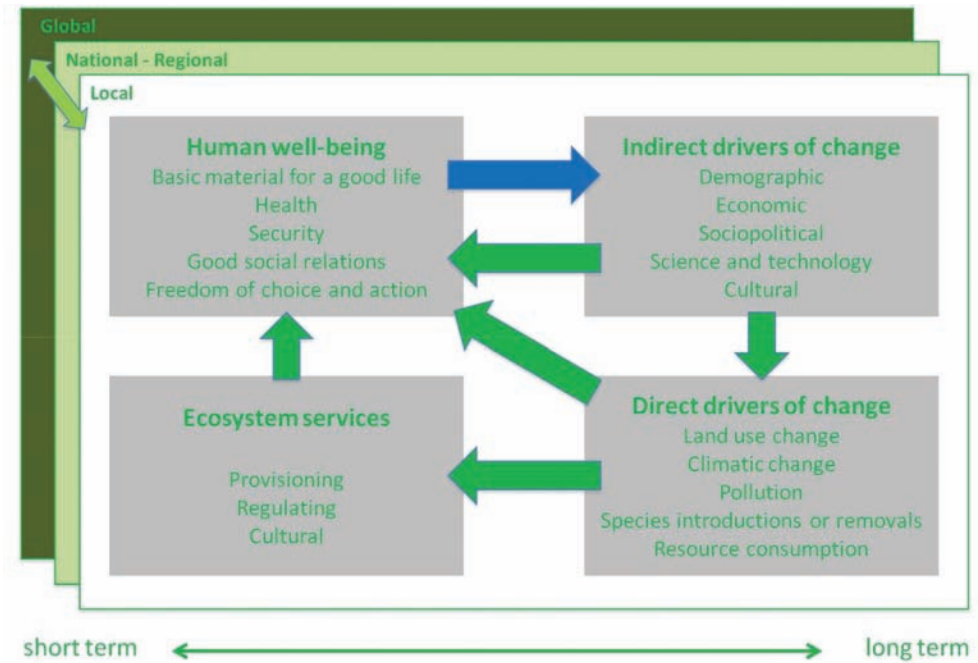 Global
National - Regional
Local
Human well-being
Basic material for a good life
Health
Security
Good social relations
Freedom of choice and action
Indirect drivers of change
Demographic
Economic
Sociopolitical
Science and technology
Cultural
Ecosystem services
Provisioning
Regulating
Cultural
Direct drivers of change
Land use change
Climatic change
Pollution
Species introductions or removals
Resource consumption
short term
long term